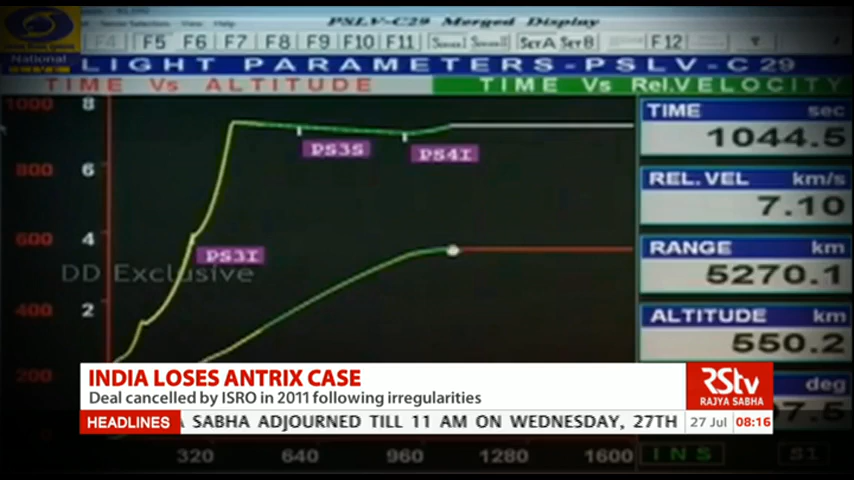 PSLV-C29 Merged Display
National
F4 F5 F6 F7 F8 F9 F10 F11 SET A SET B F12
LIGHT PARAMETERS-PSLV-C29
TIME Vs ALTITUDE TIME Vs Rel.VELOCITY
1000 8
800 6
600 4
400 2
200
PS3S
PS4I
PS3I
DD Exclusive
TIME sec
1044.5
REL.VEL km/s
7.10
RANGE km
5270.1
ALTITUDE km
550.2
deg
07.5
INDIA LOSES ANTRIX CASE
Deal cancelled by ISRO in 2011 following irregularities
RStv
RAJYA SABHA
HEADLINES A SABHA ADJOURNED TILL 11 AM ON WEDNESDAY, 27TH 27 Jul 08:16
320 640 960 1280 1600 INS S1